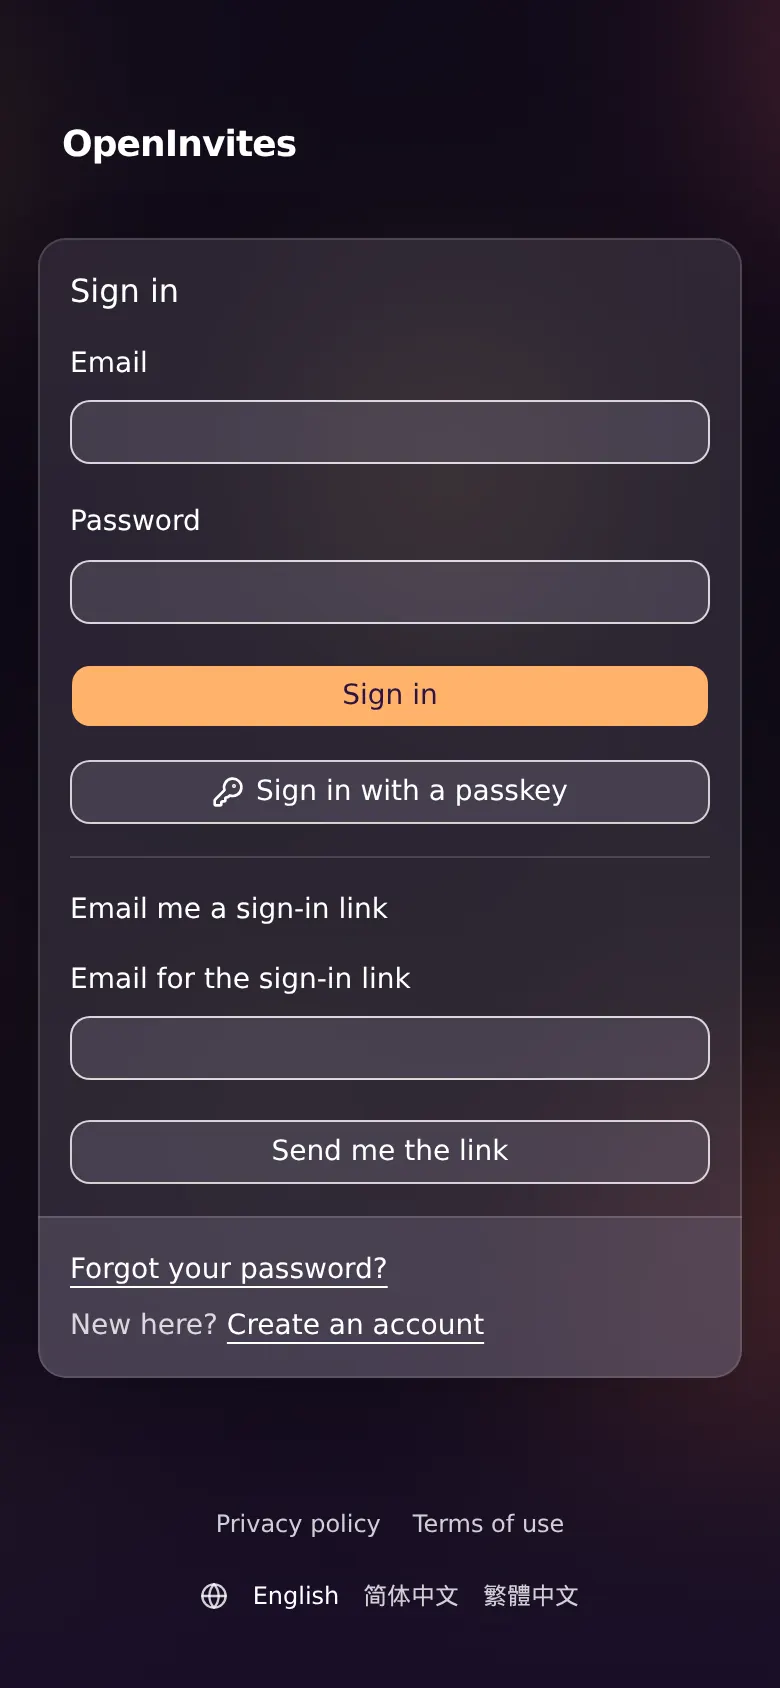 OpenInvites
Sign in
Email
Password
Sign in
Sign in with a passkey
Email me a sign-in link
Email for the sign-in link
Send me the link
Forgot your password?
New here? Create an account
Privacy policy Terms of use
English 简体中文 繁體中文